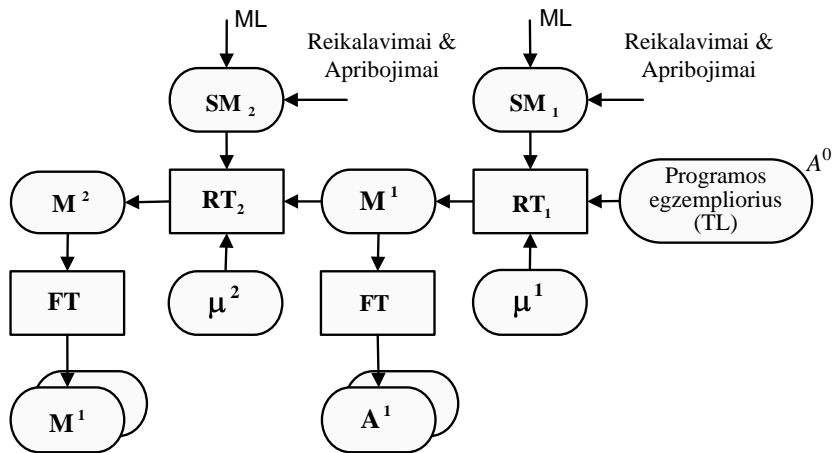 ML
ML
Reikalavimai &
Apribojimai
Reikalavimai &
Apribojimai
SM 2
SM 1
A0
M 2
RT2
M 1
RT1
Programos
egzempliorius
(TL)
FT
μ 2
FT
μ 1
M 1
A 1